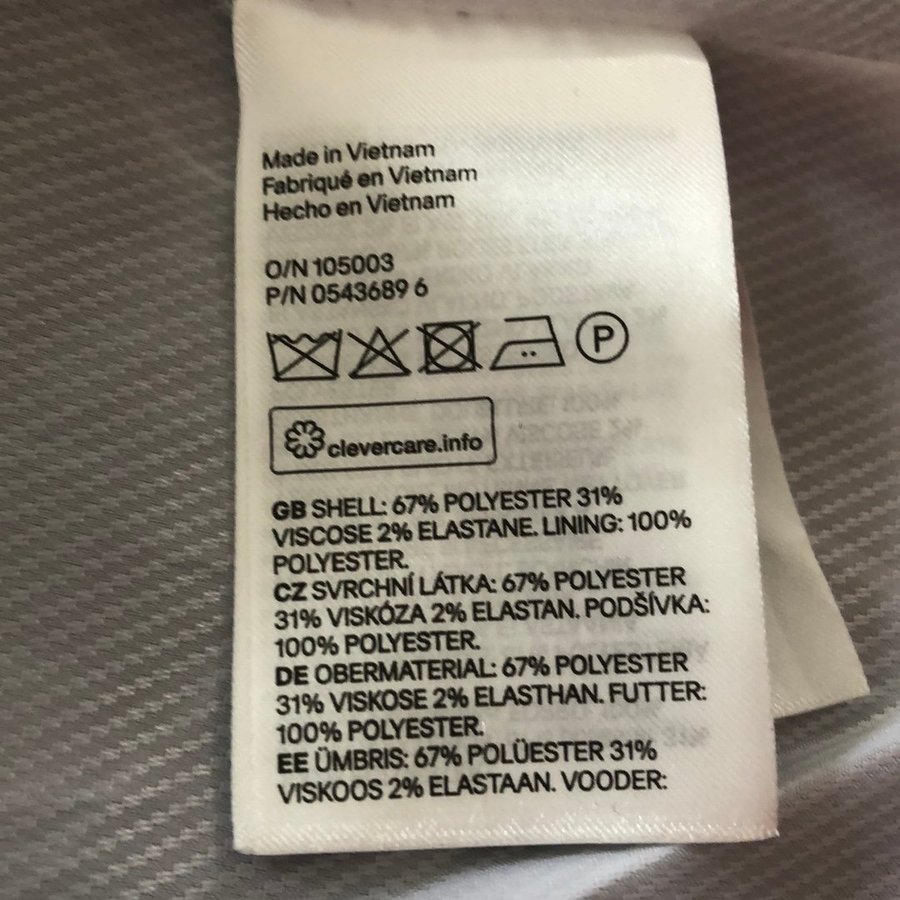 Made in Vietnam
Fabriqué en Vietnam
Hecho en Vietnam
O/N 105003
P/N 0543689 6
P
clevercare.info
GB SHELL: 67% POLYESTER 31%
VISCOSE 2% ELASTANE. LINING: 100%
POLYESTER.
CZ SVRCHNÍ LÁTKA: 67% POLYESTER
31% VISKÓZA 2% ELASTAN. PODŠÍVKA:
100% POLYESTER.
DE OBERMATERIAL: 67% POLYESTER
31% VISKOSE 2% ELASTHAN. FUTTER:
100% POLYESTER.
EE ÜMBRIS: 67% POLÜESTER 31%
VISKOOS 2% ELASTAAN. VOODER: